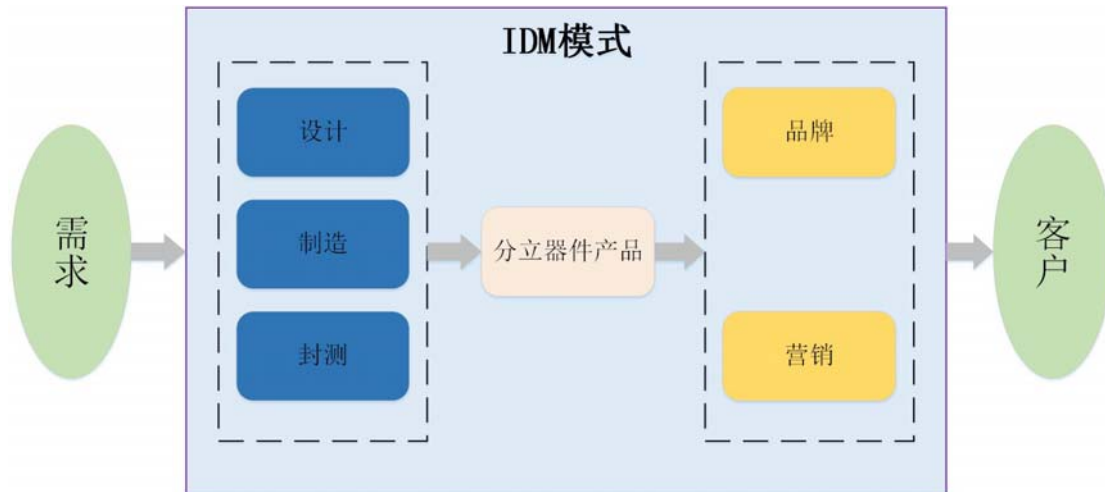 IDM模式
需求
设计
制造
封测
分立器件产品
品牌
营销
客户